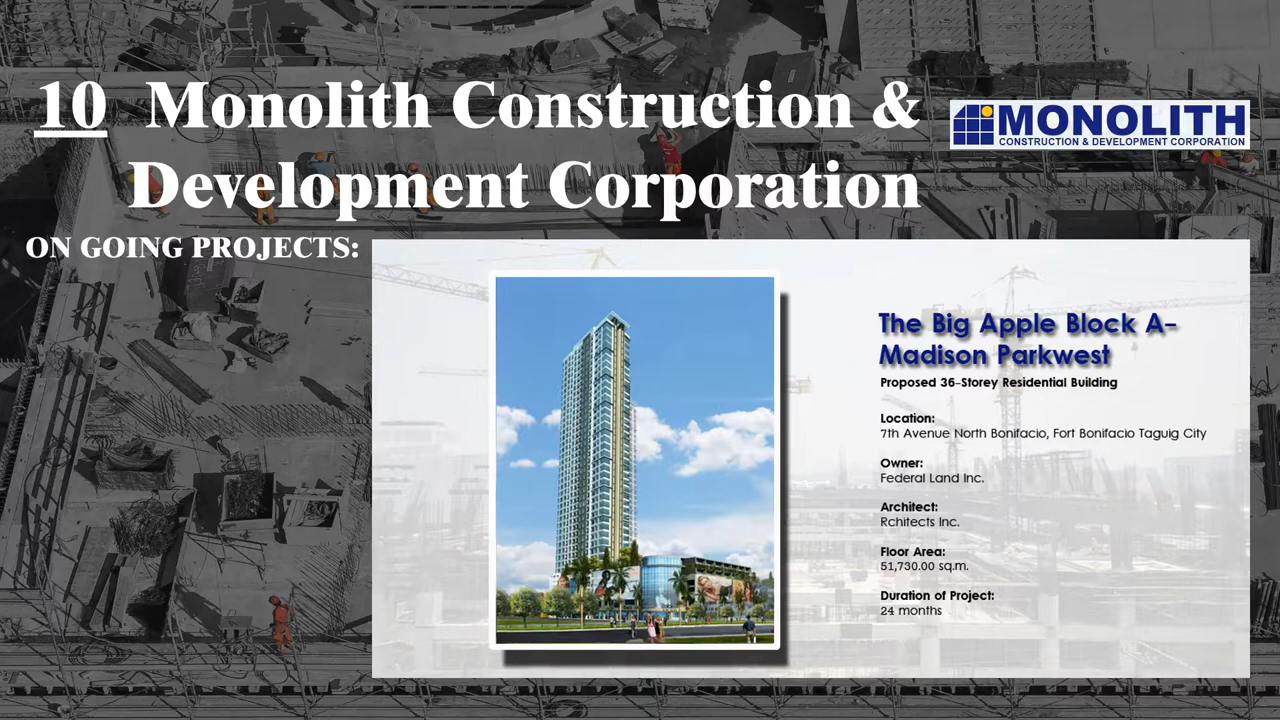 10 Monolith Construction &
Development Corporation
MONOLITH
CONSTRUCTION & DEVELOPMENT CORPORATION
ON GOING PROJECTS:
The Big Apple Block A-
Madison Parkwest
Proposed 36-Storey Residential Building
Location:
7th Avenue North Bonifacio, Fort Bonifacio Taguig City
Owner:
Federal Land Inc.
Architect:
Rchitects Inc.
Floor Area:
51,730.00 sq.m.
Duration of Project:
24 months